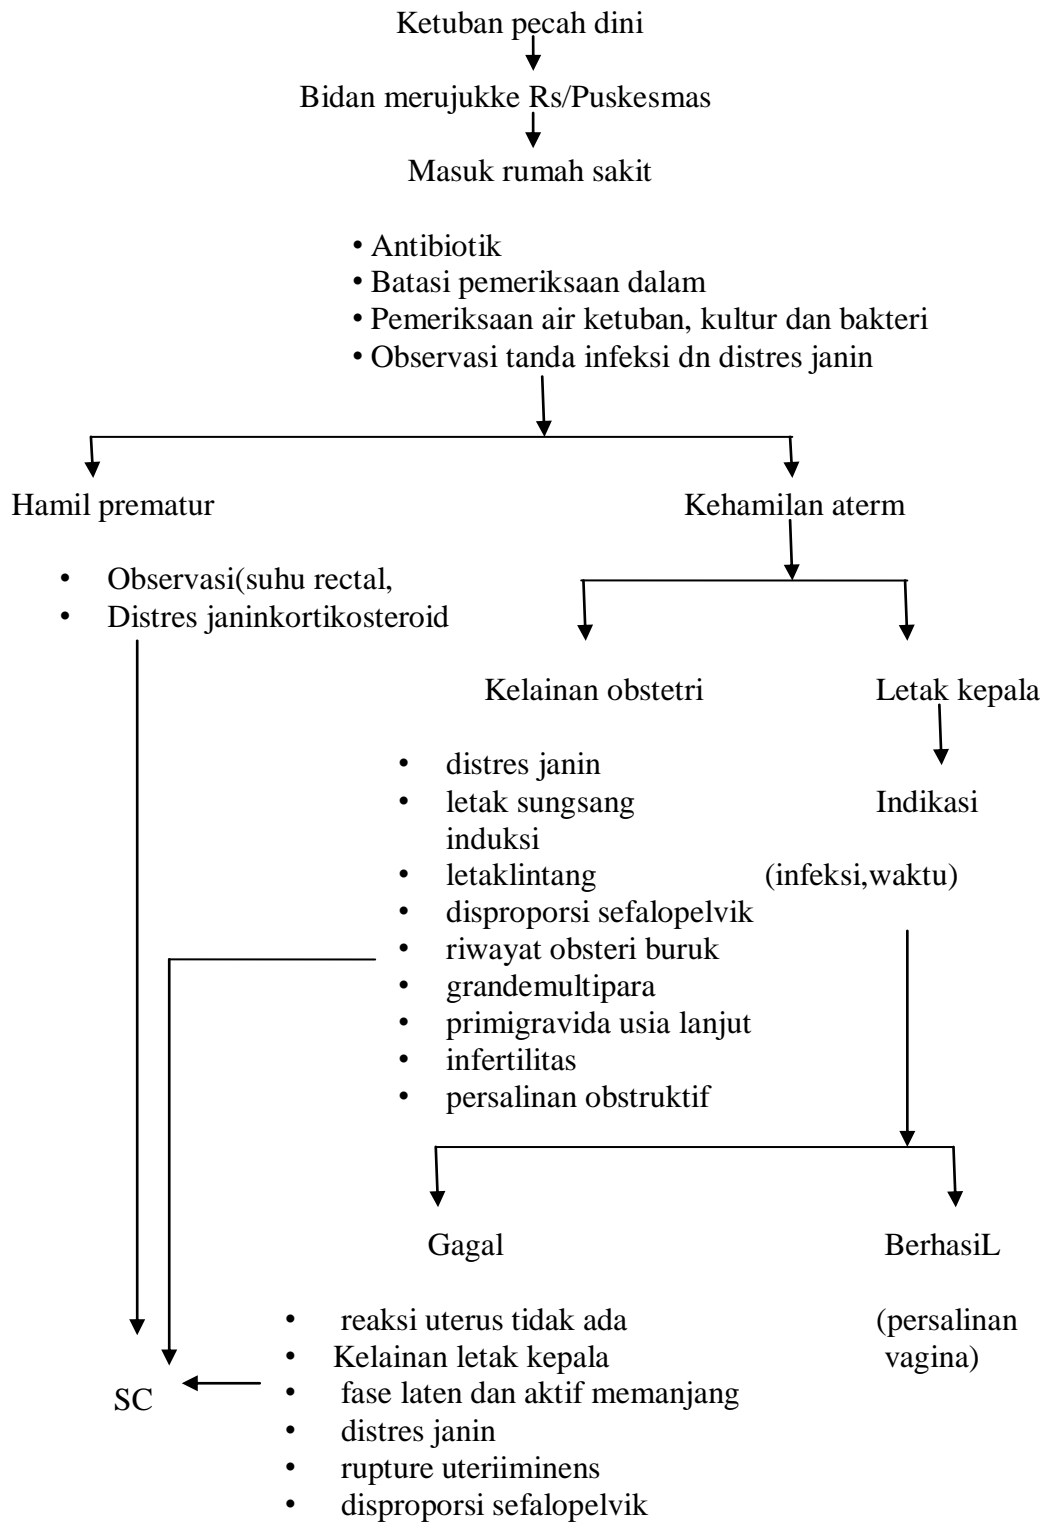 Ketuban pecah dini
Bidan merujukke Rs/Puskesmas
Masuk rumah sakit
• Antibiotik
• Batasi pemeriksaan dalam
• Pemeriksaan air ketuban, kultur dan bakteri
• Observasi tanda infeksi dn distres janin
Hamil prematur
• Observasi(suhu rectal,
• Distres janinkortikosteroid
Kehamilan aterm
Kelainan obstetri
• distres janin
• letak sungsang
induksi
• letaklintang
• disproporsi sefalopelvik
• riwayat obsteri buruk
• grandemultipara
• primigravida usia lanjut
• infertilitas
• persalinan obstruktif
Letak kepala
Indikasi
(infeksi,waktu)
Gagal
• reaksi uterus tidak ada
• Kelainan letak kepala
• fase laten dan aktif memanjang
• distres janin
• rupture uteriiminens
• disproporsi sefalopelvik
BerhasiL
(persalinan
vagina)
SC